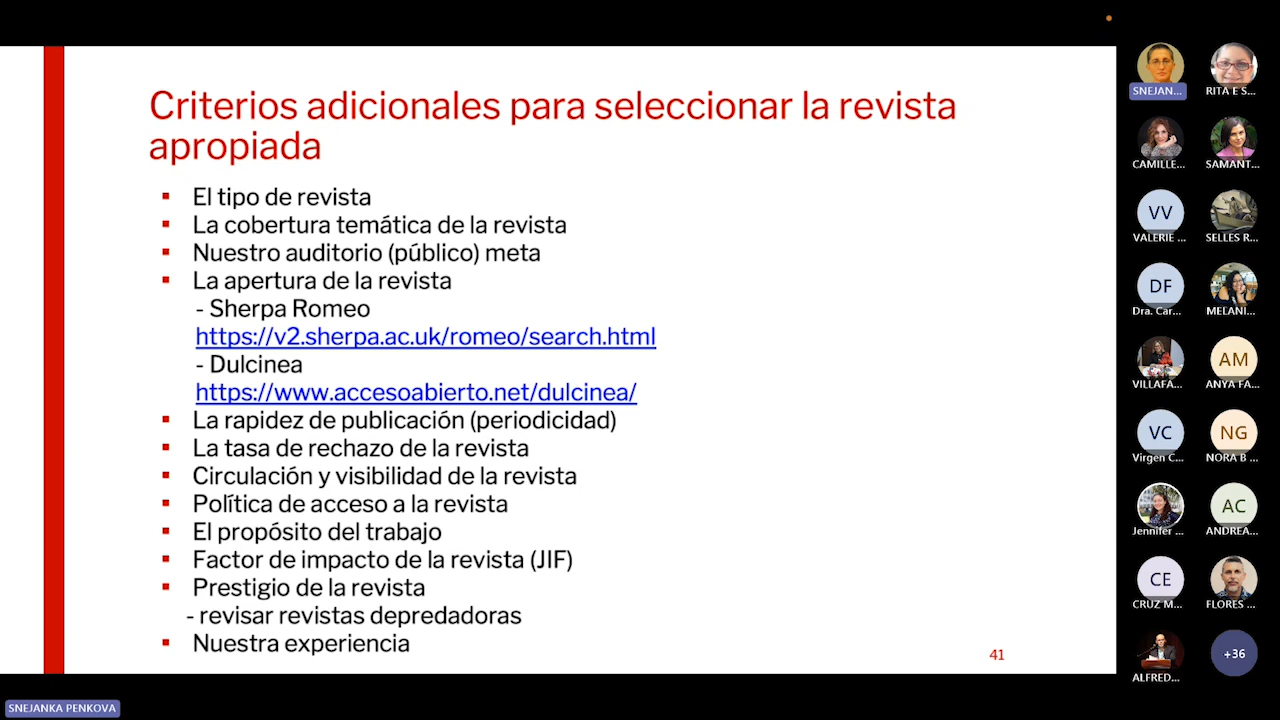 Criterios adicionales para seleccionar la revista
apropiada
▪ El tipo de revista
▪ La cobertura temática de la revista
▪ Nuestro auditorio (público) meta
▪ La apertura de la revista
- Sherpa Romeo
https://v2.sherpa.ac.uk/romeo/search.html
- Dulcinea
https://www.accesoabierto.net/dulcinea/
▪ La rapidez de publicación (periodicidad)
▪ La tasa de rechazo de la revista
▪ Circulación y visibilidad de la revista
▪ Política de acceso a la revista
▪ El propósito del trabajo
▪ Factor de impacto de la revista (JIF)
▪ Prestigio de la revista
- revisar revistas depredadoras
▪ Nuestra experiencia
41
SNEJAN...
RITA E S...
CAMILLE...
SAMANT...
VV
VALERIE ...
SELLES R...
DF
Dra. Car...
MELANI...
VILLAFA...
AM
ANYA FA...
VC
Virgen C...
NG
NORA B ...
Jennifer ...
AC
ANDREA...
CE
CRUZ M...
FLORES ...
ALFRED...
+36
SNEJANKA PENKOVA